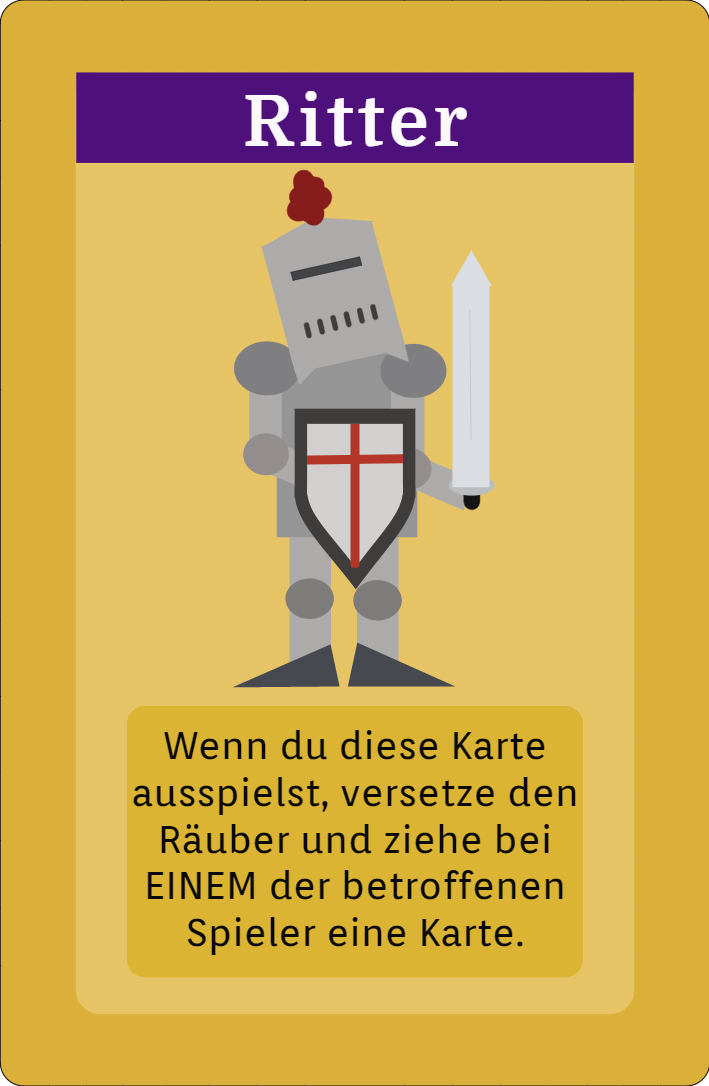 Ritter
Wenn du diese Karte
ausspielst, versetze den
Räuber und ziehe bei
EINEM der betroffenen
Spieler eine Karte.